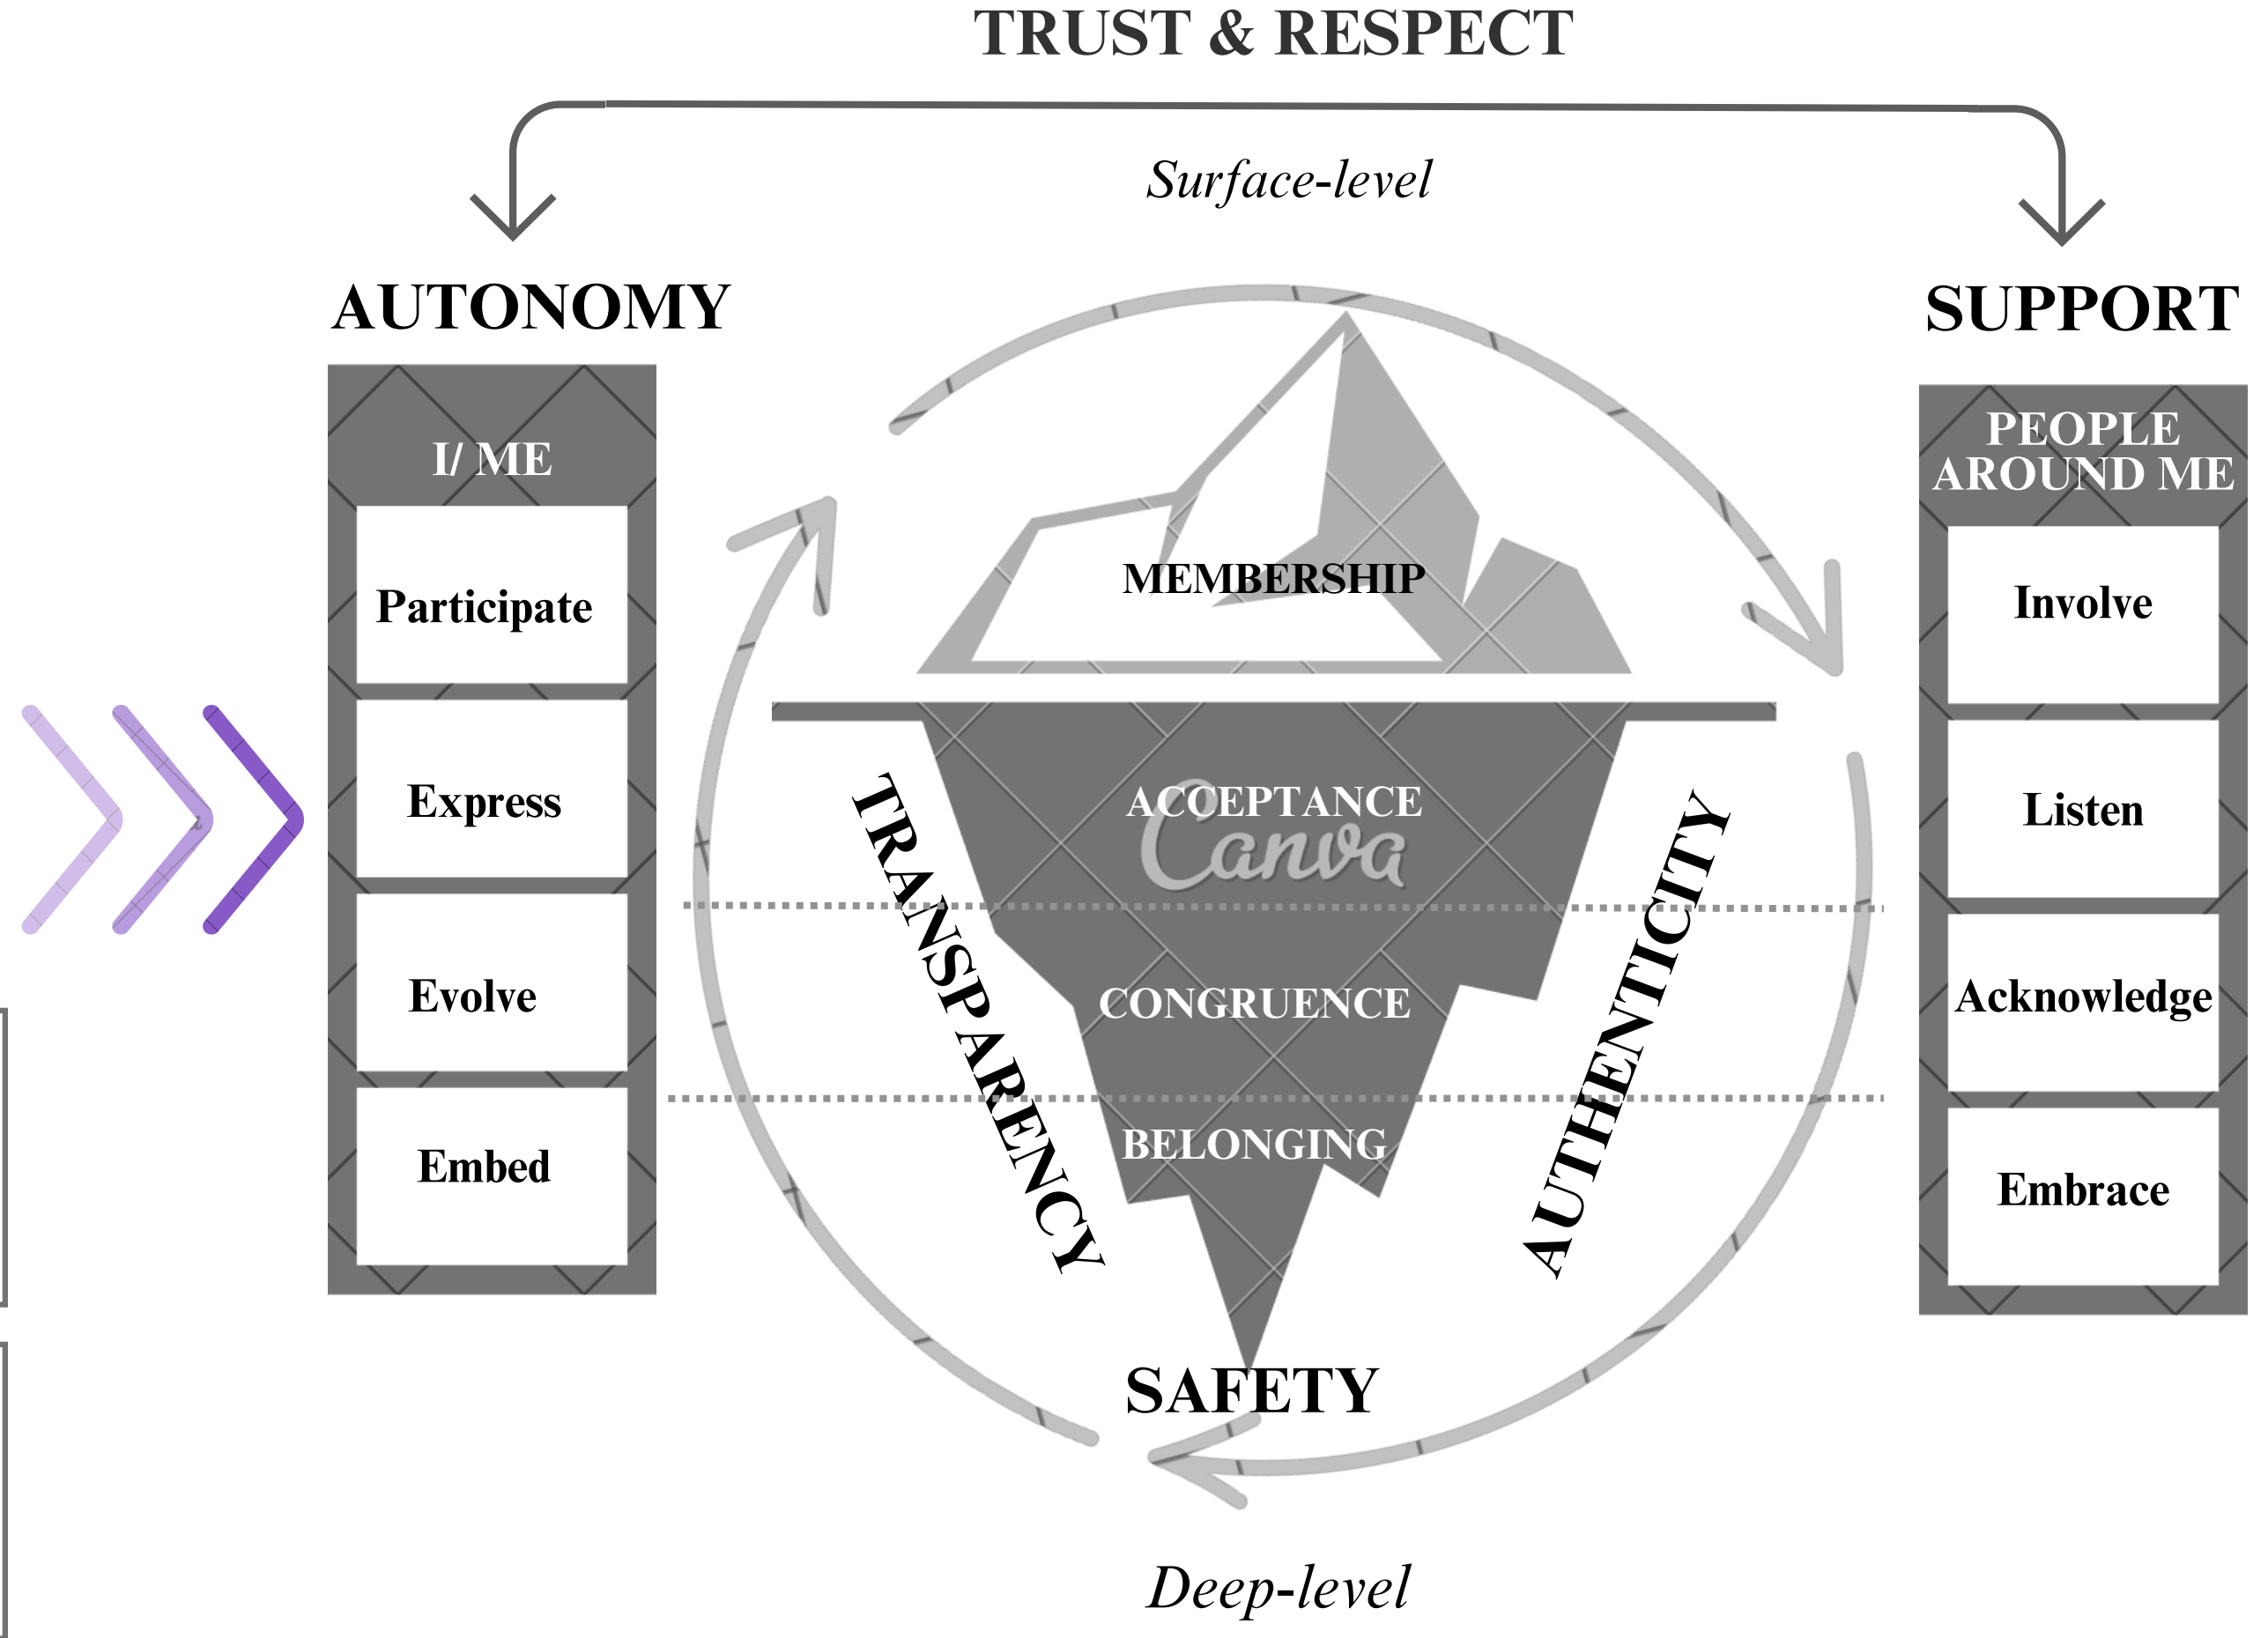 TRUST & RESPECT
Surface-level
AUTONOMY
SUPPORT
I/ ME
Participate
Express
Evolve
Embed
MEMBERSHIP
ACCEPTANCE
Canva
CONGRUENCE
BELONGING
TRANSPARENCY
AUTHENTICITY
SAFETY
PEOPLE
AROUND ME
Involve
Listen
Acknowledge
Embrace
Deep-level